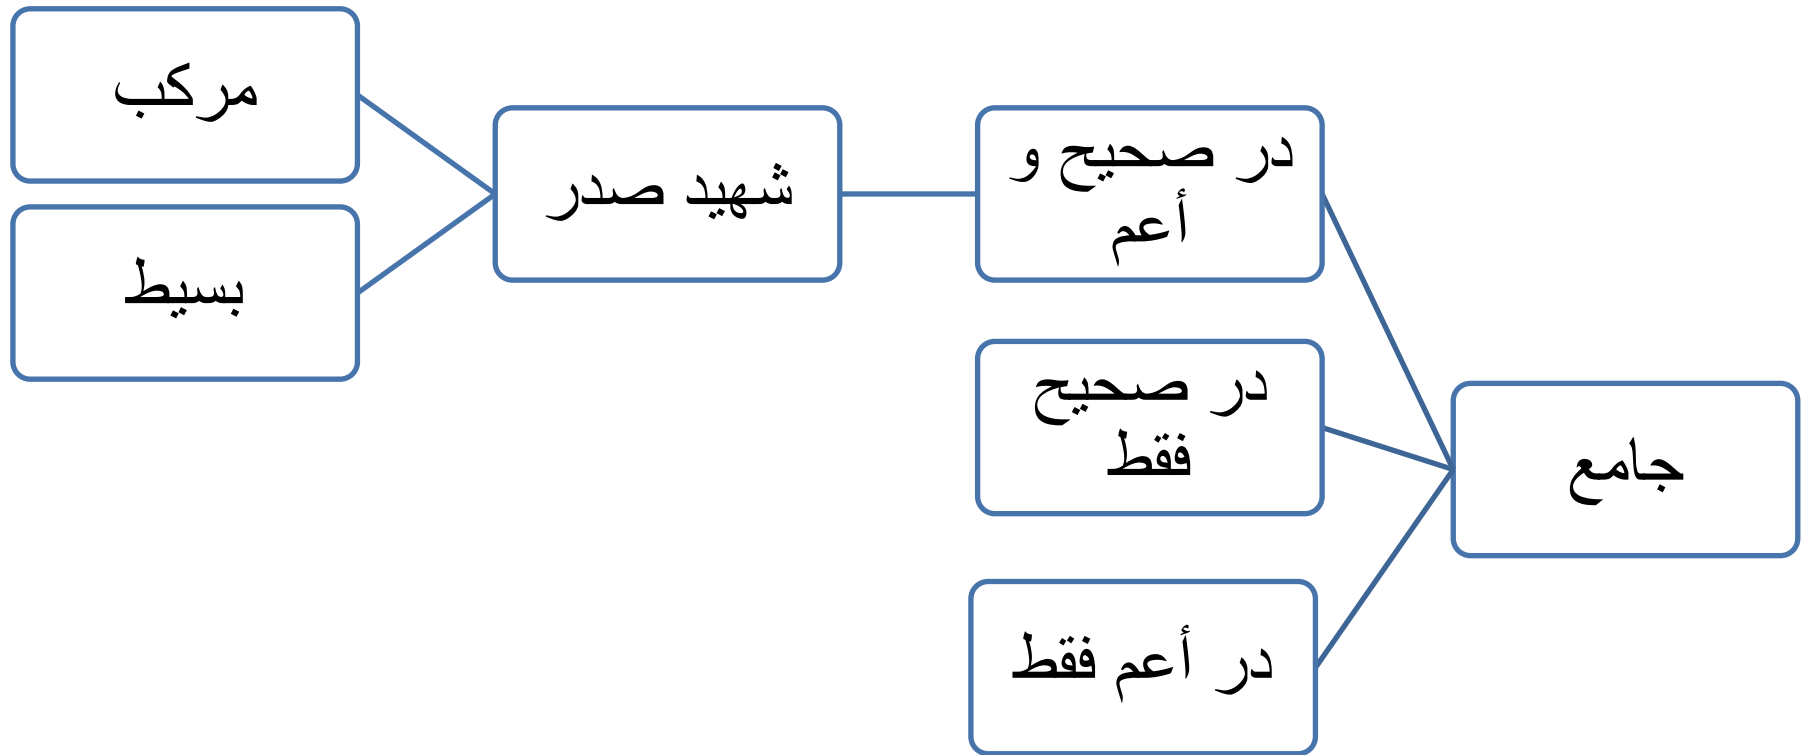 جامع
در صحیح و
أعم
شهید صدر
مرکب
بسیط
در صحیح
فقط
در أعم فقط